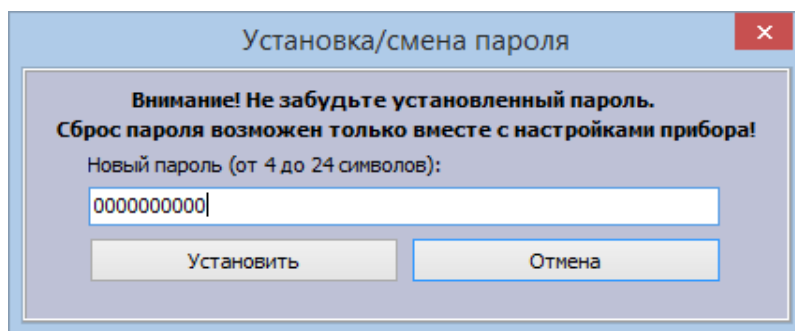 Установка/смена пароля
Внимание! Не забудьте установленный пароль.
Сброс пароля возможен только вместе с настройками прибора!
Новый пароль (от 4 до 24 символов):
0000000000
Установить
Отмена